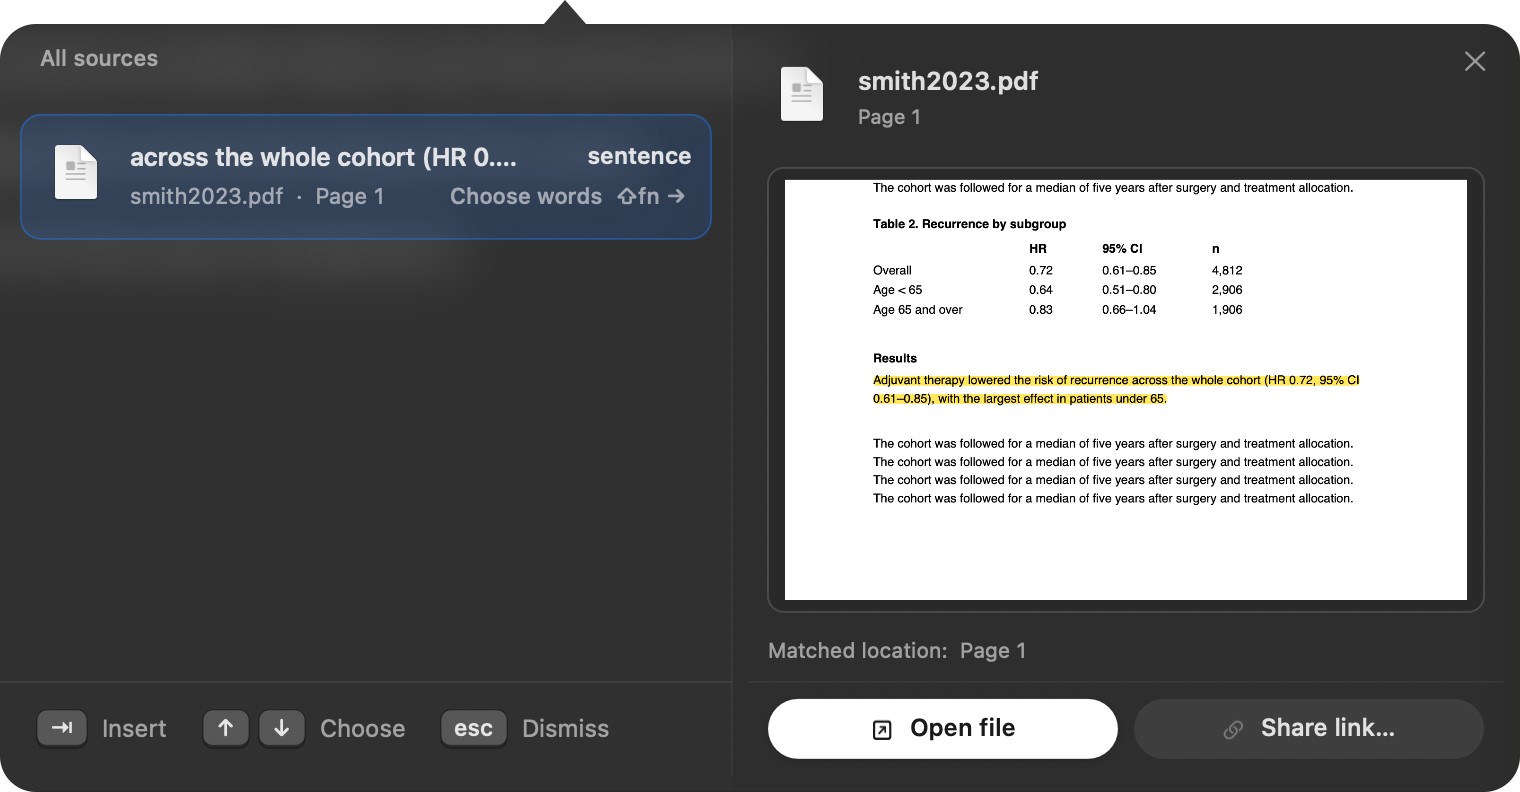 All sources
across the whole cohort (HR 0.... sentence
smith2023.pdf · Page 1 Choose words ⇧fn →
⇥ Insert ↑ ↓ Choose esc Dismiss
smith2023.pdf
Page 1
The cohort was followed for a median of five years after surgery and treatment allocation.
Table 2. Recurrence by subgroup
HR 95% CI n
Overall 0.72 0.61–0.85 4,812
Age < 65 0.64 0.51–0.80 2,906
Age 65 and over 0.83 0.66–1.04 1,906
Results
Adjuvant therapy lowered the risk of recurrence across the whole cohort (HR 0.72, 95% CI
0.61–0.85), with the largest effect in patients under 65.
The cohort was followed for a median of five years after surgery and treatment allocation.
The cohort was followed for a median of five years after surgery and treatment allocation.
The cohort was followed for a median of five years after surgery and treatment allocation.
The cohort was followed for a median of five years after surgery and treatment allocation.
Matched location: Page 1
Open file Share link...